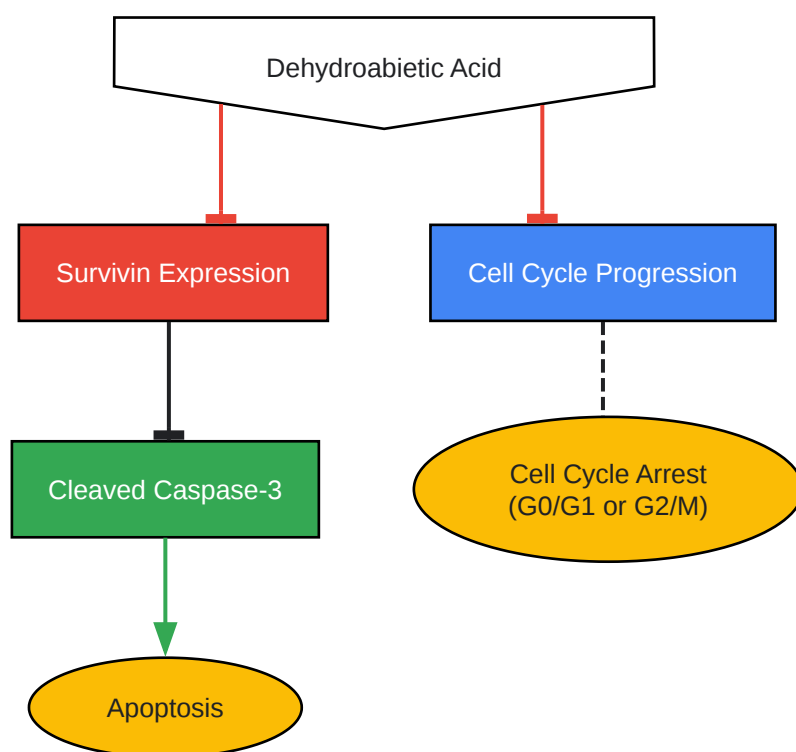 Dehydroabietic Acid
Survivin Expression
Cell Cycle Progression
Cleaved Caspase-3
Cell Cycle Arrest
(G0/G1 or G2/M)
Apoptosis